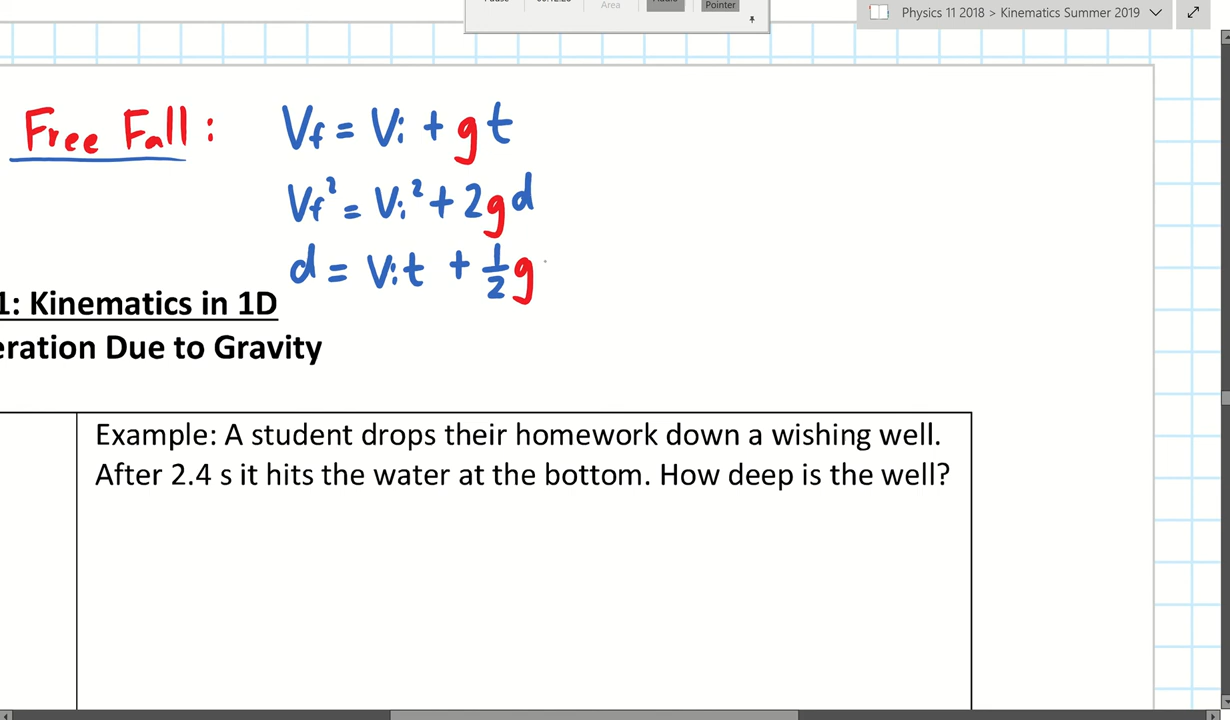 Area
Pointer
Physics 11 2018 > Kinematics Summer 2019
Free Fall: Vf = Vi + gt
Vf² = Vi² + 2gd
d = Vit + 1/2 g
1: Kinematics in 1D
eration Due to Gravity
Example: A student drops their homework down a wishing well.
After 2.4 s it hits the water at the bottom. How deep is the well?